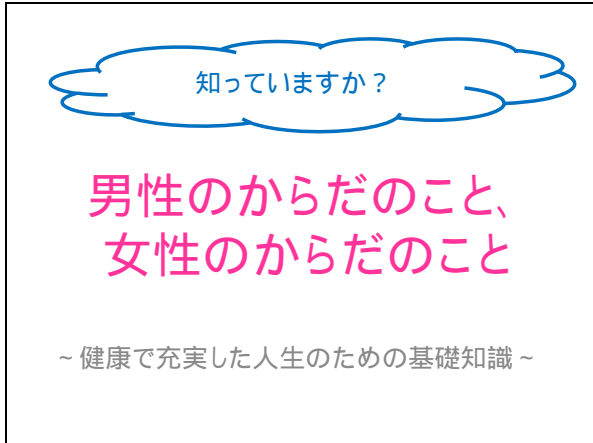 知っていますか？
男性のからだのこと、
女性のからだのこと
~健康で充実した人生のための基礎知識~